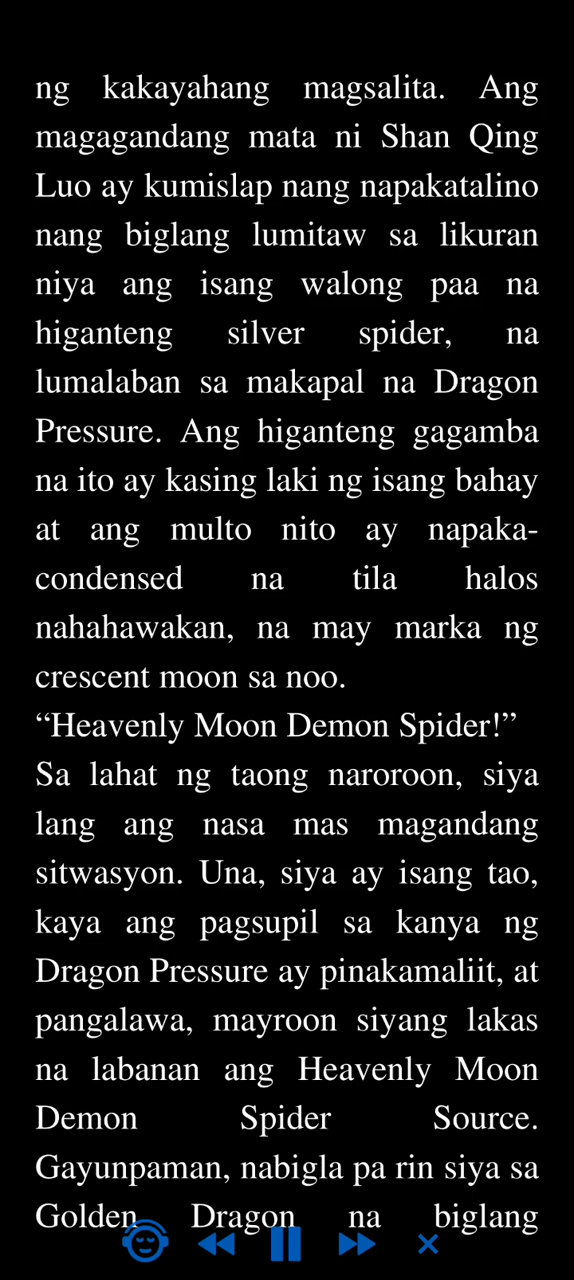 ng kakayahang magsalita. Ang
magagandang mata ni Shan Qing
Luo ay kumislap nang napakatalino
nang biglang lumitaw sa likuran
niya ang isang walong paa na
higanteng silver spider, na
lumalaban sa makapal na Dragon
Pressure. Ang higanteng gagamba
na ito ay kasing laki ng isang bahay
at ang multo nito ay napaka-
condensed na tila halos
nahahawakan, na may marka ng
crescent moon sa noo.
“Heavenly Moon Demon Spider!”
Sa lahat ng taong naroroon, siya
lang ang nasa mas magandang
sitwasyon. Una, siya ay isang tao,
kaya ang pagsupil sa kanya ng
Dragon Pressure ay pinakamaliit, at
pangalawa, mayroon siyang lakas
na labanan ang Heavenly Moon
Demon Spider Source.
Gayunpaman, nabigla pa rin siya sa
Golden Dragon na biglang